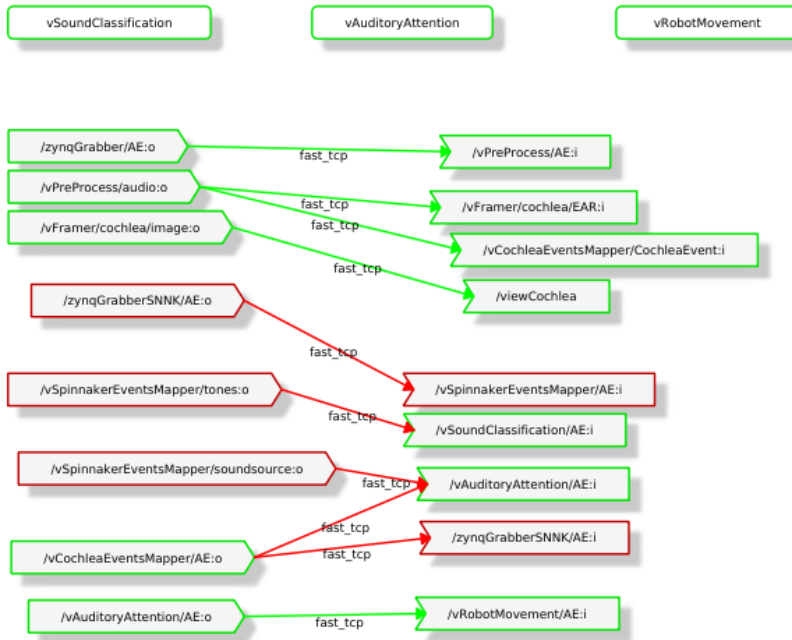 vSoundClassification
vAuditoryAttention
vRobotMovement
/zynqGrabber/AE:o
fast_tcp
/vPreProcess/AE:i
/vPreProcess/audio:o
fast_tcp
/vFramer/cochlea/EAR:i
/vFramer/cochlea/image:o
fast_tcp
/vCochleaEventsMapper/CochleaEvent:i
fast_tcp
/viewCochlea
/zynqGrabberSNNK/AE:o
fast_tcp
/vSpinnakerEventsMapper/AE:i
/vSpinnakerEventsMapper/tones:o
fast_tcp
/vSoundClassification/AE:i
/vSpinnakerEventsMapper/soundsource:o
fast_tcp
/vAuditoryAttention/AE:i
fast_tcp
/zynqGrabberSNNK/AE:i
/vCochleaEventsMapper/AE:o
fast_tcp
/vAuditoryAttention/AE:o
fast_tcp
/vRobotMovement/AE:i